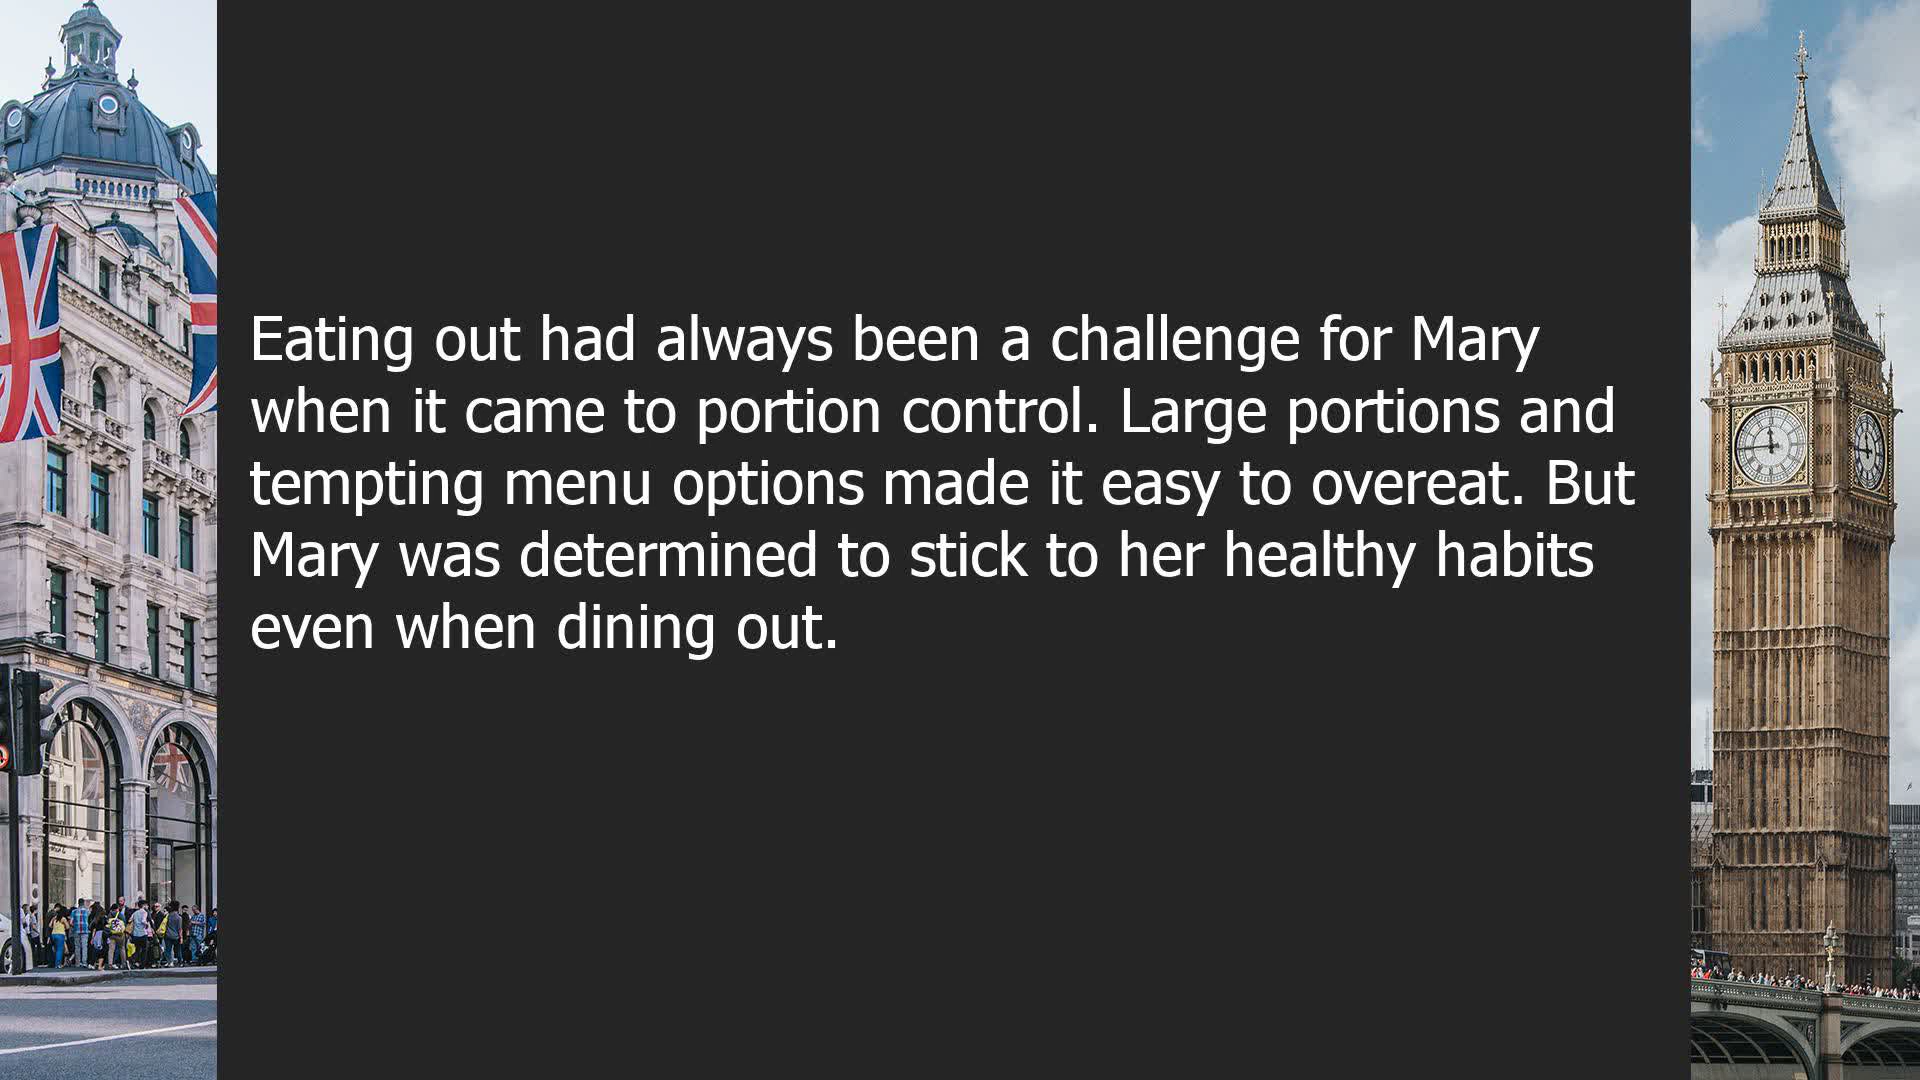 Eating out had always been a challenge for Mary
when it came to portion control. Large portions and
tempting menu options made it easy to overeat. But
Mary was determined to stick to her healthy habits
even when dining out.